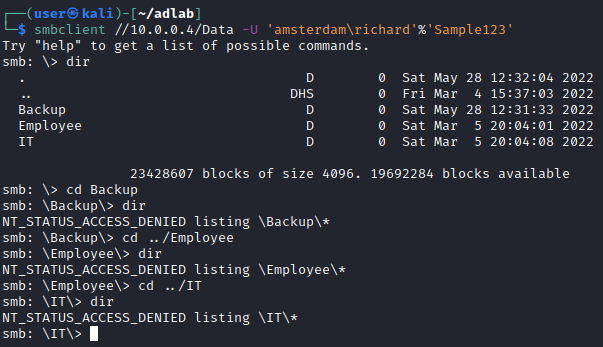 ┌──(user㉿kali)-[~/adlab]
└─$ smbclient //10.0.0.4/Data -U 'amsterdam\richard'%'Sample123'
Try "help" to get a list of possible commands.
smb: \> dir
  .                                   D        0  Sat May 28 12:32:04 2022
  ..                                DHS        0  Fri Mar  4 15:37:03 2022
  Backup                              D        0  Sat May 28 12:31:33 2022
  Employee                            D        0  Sat Mar  5 20:04:01 2022
  IT                                  D        0  Sat Mar  5 20:04:08 2022
                23428607 blocks of size 4096. 19692284 blocks available
smb: \> cd Backup
smb: \Backup\> dir
NT_STATUS_ACCESS_DENIED listing \Backup\*
smb: \Backup\> cd ../Employee
smb: \Employee\> dir
NT_STATUS_ACCESS_DENIED listing \Employee\*
smb: \Employee\> cd ../IT
smb: \IT\> dir
NT_STATUS_ACCESS_DENIED listing \IT\*
smb: \IT\>